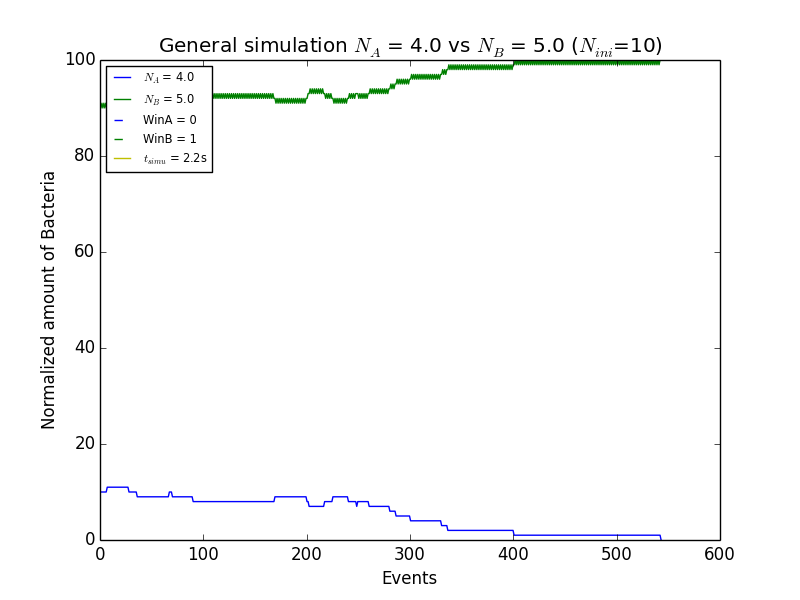 General simulation N_A = 4.0 vs N_B = 5.0 (N_ini=10)
100
80
60
40
20
0
Normalized amount of Bacteria
N_A = 4.0
N_B = 5.0
WinA = 0
WinB = 1
t_simu = 2.2s
0 100 200 300 400 500 600
Events